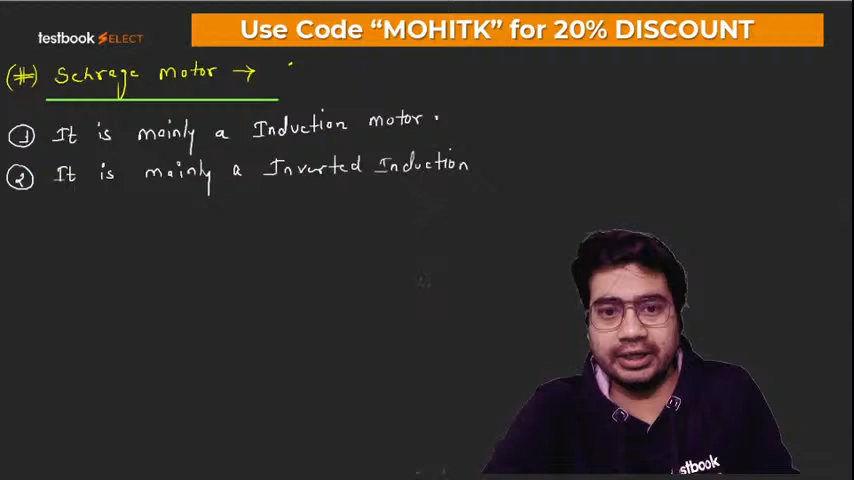 Use Code “MOHITK” for 20% DISCOUNT
testbook SELECT
(#) Schrage motor →
① It is mainly a Induction motor.
② It is mainly a Inverted Induction
stbook